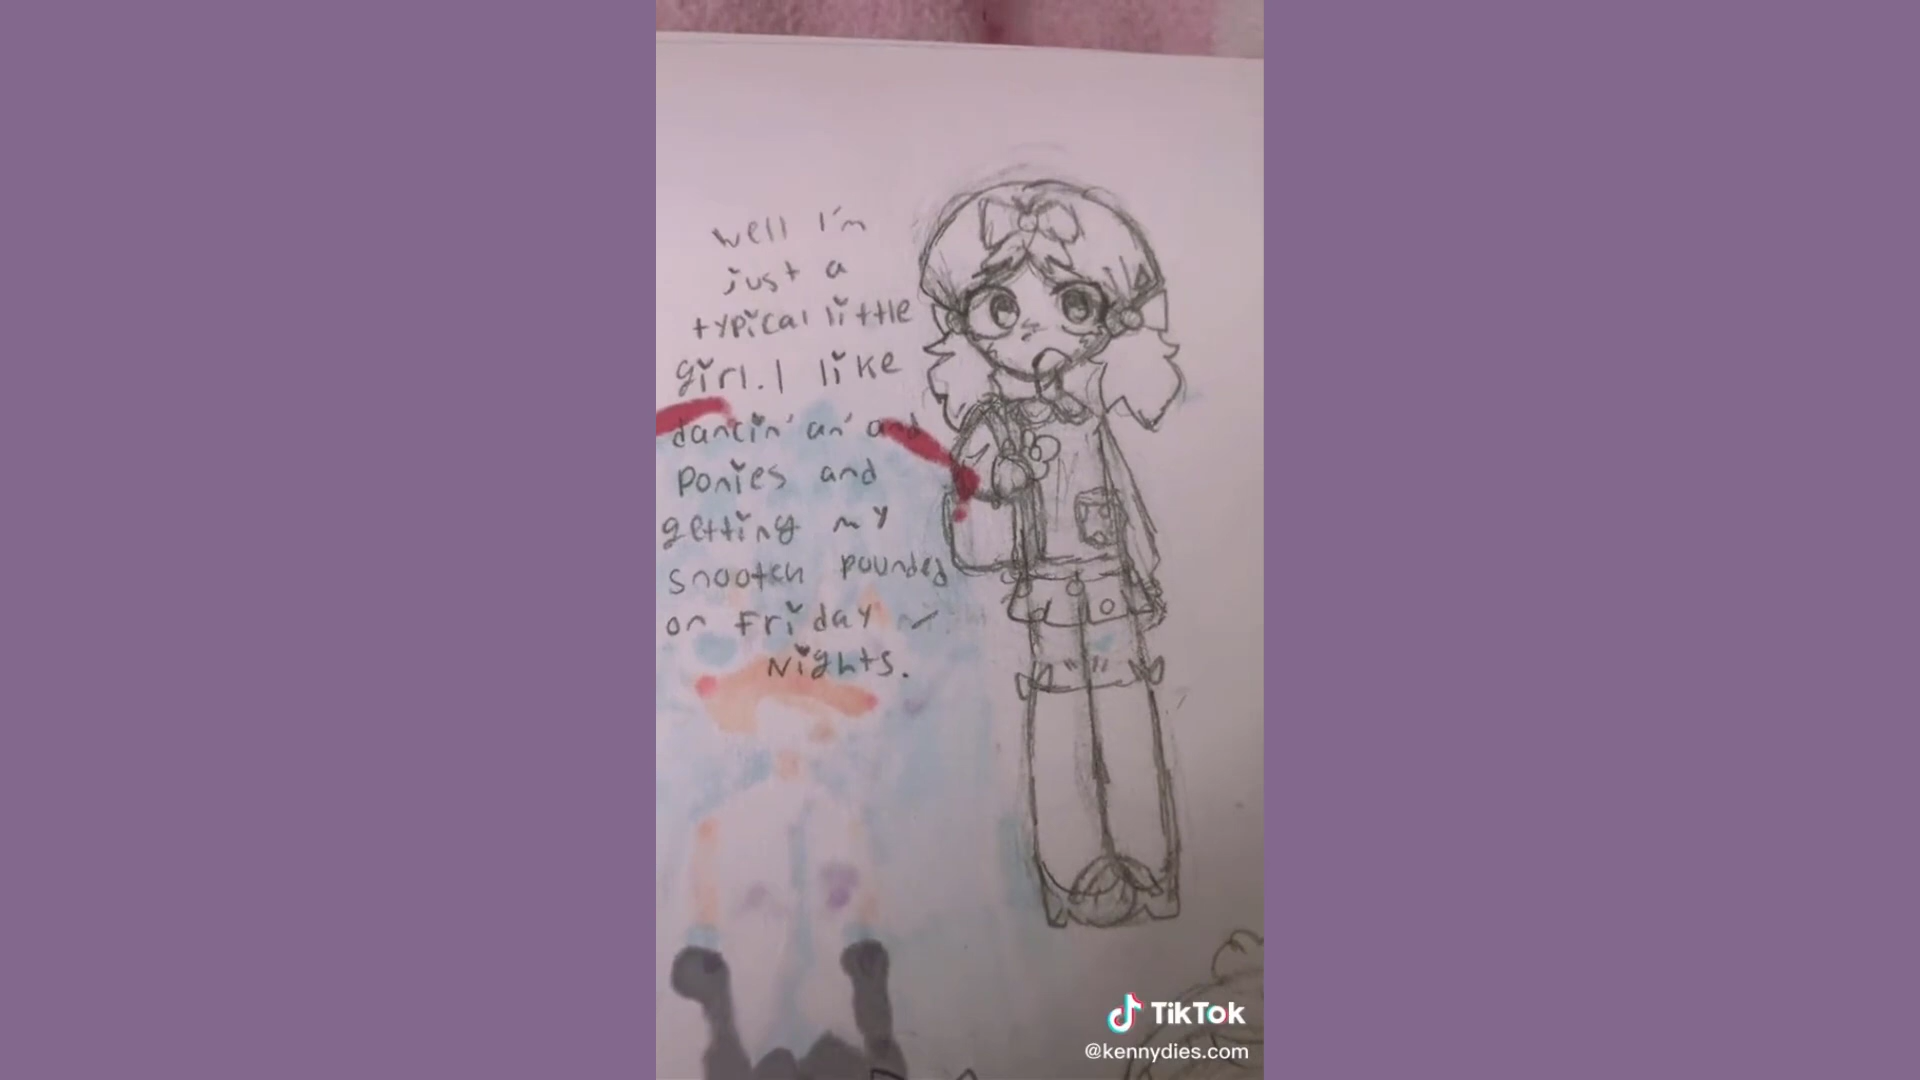 well I'm
just a
typical little
girl. I like
dancin' an' and
ponies and
getting my
snootch pounded
on Friday
Nights.
TikTok
@kennydies.com